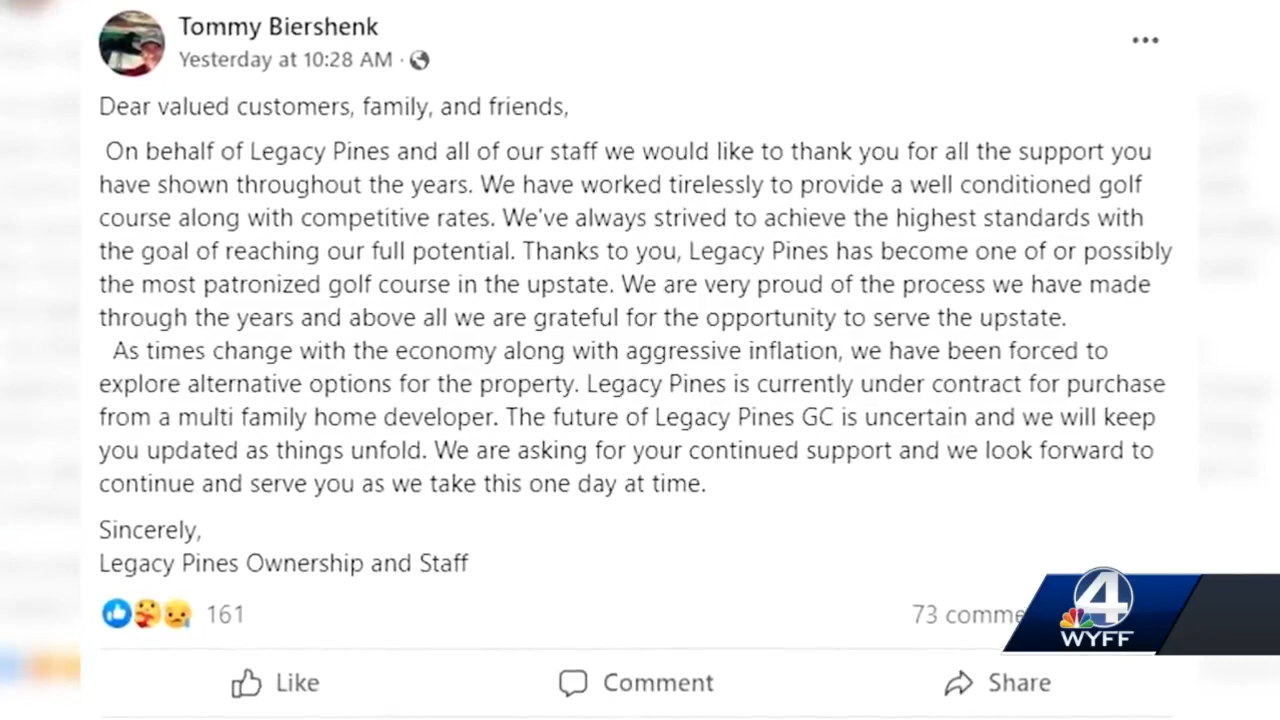 Tommy Biershenk
Yesterday at 10:28 AM ·
Dear valued customers, family, and friends,
On behalf of Legacy Pines and all of our staff we would like to thank you for all the support you
have shown throughout the years. We have worked tirelessly to provide a well conditioned golf
course along with competitive rates. We've always strived to achieve the highest standards with
the goal of reaching our full potential. Thanks to you, Legacy Pines has become one of or possibly
the most patronized golf course in the upstate. We are very proud of the process we have made
through the years and above all we are grateful for the opportunity to serve the upstate.
As times change with the economy along with aggressive inflation, we have been forced to
explore alternative options for the property. Legacy Pines is currently under contract for purchase
from a multi family home developer. The future of Legacy Pines GC is uncertain and we will keep
you updated as things unfold. We are asking for your continued support and we look forward to
continue and serve you as we take this one day at time.
Sincerely,
Legacy Pines Ownership and Staff
161
73 comme
4
WYFF
Like
Comment
Share